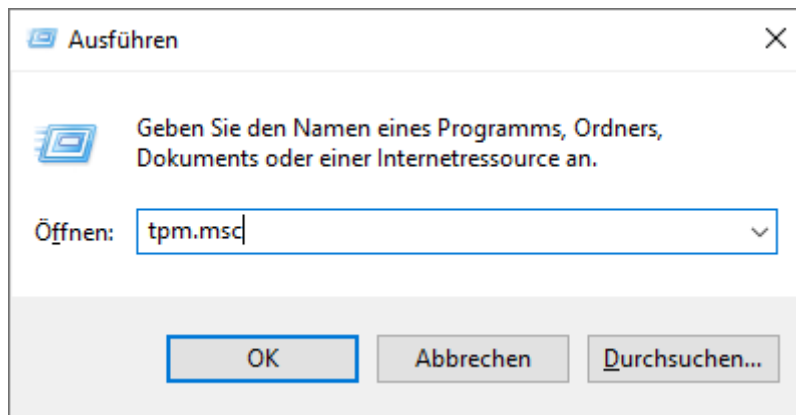 Ausführen
Geben Sie den Namen eines Programms, Ordners,
Dokuments oder einer Internetressource an.
Öffnen: tpm.msc
OK Abbrechen Durchsuchen...